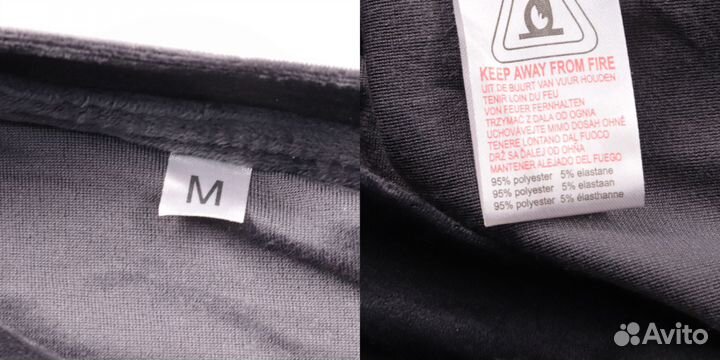 M
KEEP AWAY FROM FIRE
UIT DE BUURT VAN VUUR HOUDEN
TENIR LOIN DU FEU
VON FEUER FERNHALTEN
TRZYMAĆ Z DALA OD OGNIA
UCHOVÁVEJTE MIMO DOSAH OHNĚ
TENERE LONTANO DAL FUOCO
DRŽ SA ĎALEJ OD OHŇA
MANTENER ALEJADO DEL FUEGO
95% polyester 5% elastane
95% polyester 5% elastaan
95% polyester 5% élasthanne
Avito